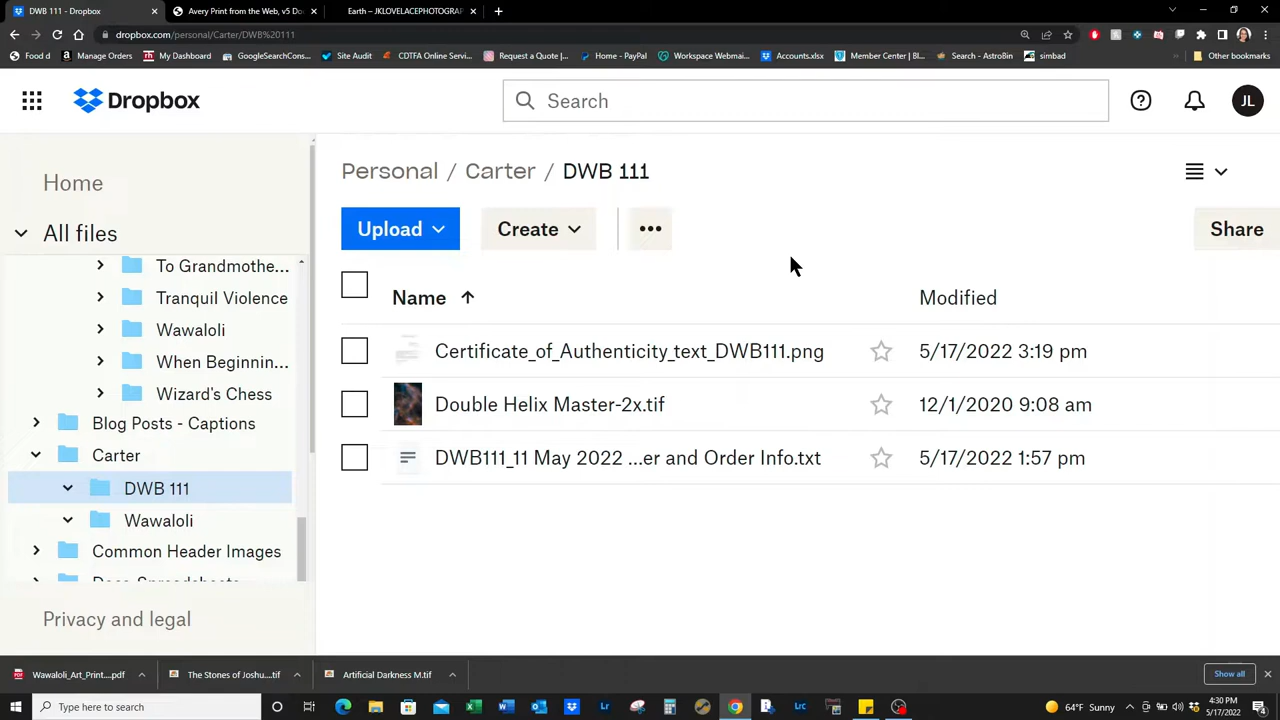 DWB 111 - Dropbox
Avery Print from the Web, v5 Doc
Earth – JKLOVELACEPHOTOGRAP
dropbox.com/personal/Carter/DWB%20111
Food d
Manage Orders
My Dashboard
GoogleSearchCons...
Site Audit
CDTFA Online Servi...
Request a Quote |...
Home - PayPal
Workspace Webmai...
Accounts.xlsx
Member Center | Bl...
Search - AstroBin
simbad
Other bookmarks
Dropbox
Search
JL
Home
All files
To Grandmothe...
Tranquil Violence
Wawaloli
When Beginnin...
Wizard's Chess
Blog Posts - Captions
Carter
DWB 111
Wawaloli
Common Header Images
Privacy and legal
Personal / Carter / DWB 111
Upload
Create
Share
Name
Modified
Certificate_of_Authenticity_text_DWB111.png
5/17/2022 3:19 pm
Double Helix Master-2x.tif
12/1/2020 9:08 am
DWB111_11 May 2022 ...er and Order Info.txt
5/17/2022 1:57 pm
Wawaloli_Art_Print....pdf
The Stones of Joshu....tif
Artificial Darkness M.tif
Show all
Type here to search
64°F Sunny
4:30 PM
5/17/2022